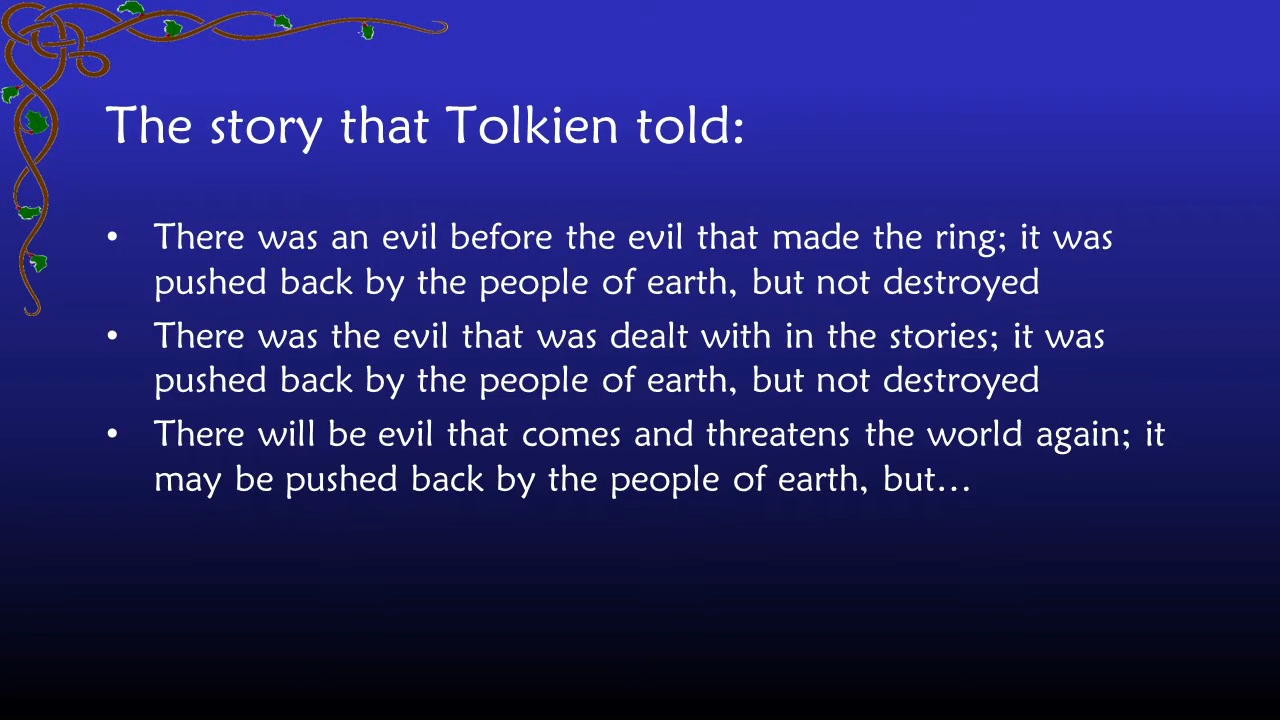 The story that Tolkien told:
• There was an evil before the evil that made the ring; it was
pushed back by the people of earth, but not destroyed
• There was the evil that was dealt with in the stories; it was
pushed back by the people of earth, but not destroyed
• There will be evil that comes and threatens the world again; it
may be pushed back by the people of earth, but…